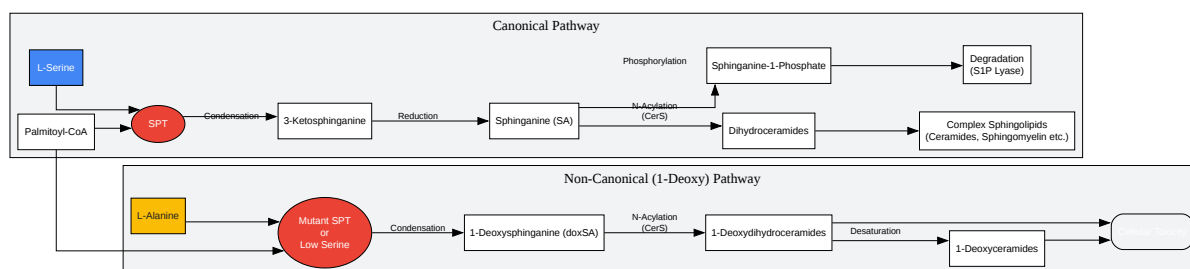 Canonical Pathway
L-Serine
Palmitoyl-CoA
SPT
Condensation
3-Ketosphinganine
Reduction
Sphinganine (SA)
Phosphorylation
N-Acylation
(CerS)
Sphinganine-1-Phosphate
Degradation
(S1P Lyase)
Dihydroceramides
Complex Sphingolipids
(Ceramides, Sphingomyelin etc.)
Non-Canonical (1-Deoxy) Pathway
L-Alanine
Mutant SPT
or
Low Serine
Condensation
1-Deoxysphinganine (doxSA)
N-Acylation
(CerS)
1-Deoxydihydroceramides
Desaturation
1-Deoxyceramides
Cellular Toxicity